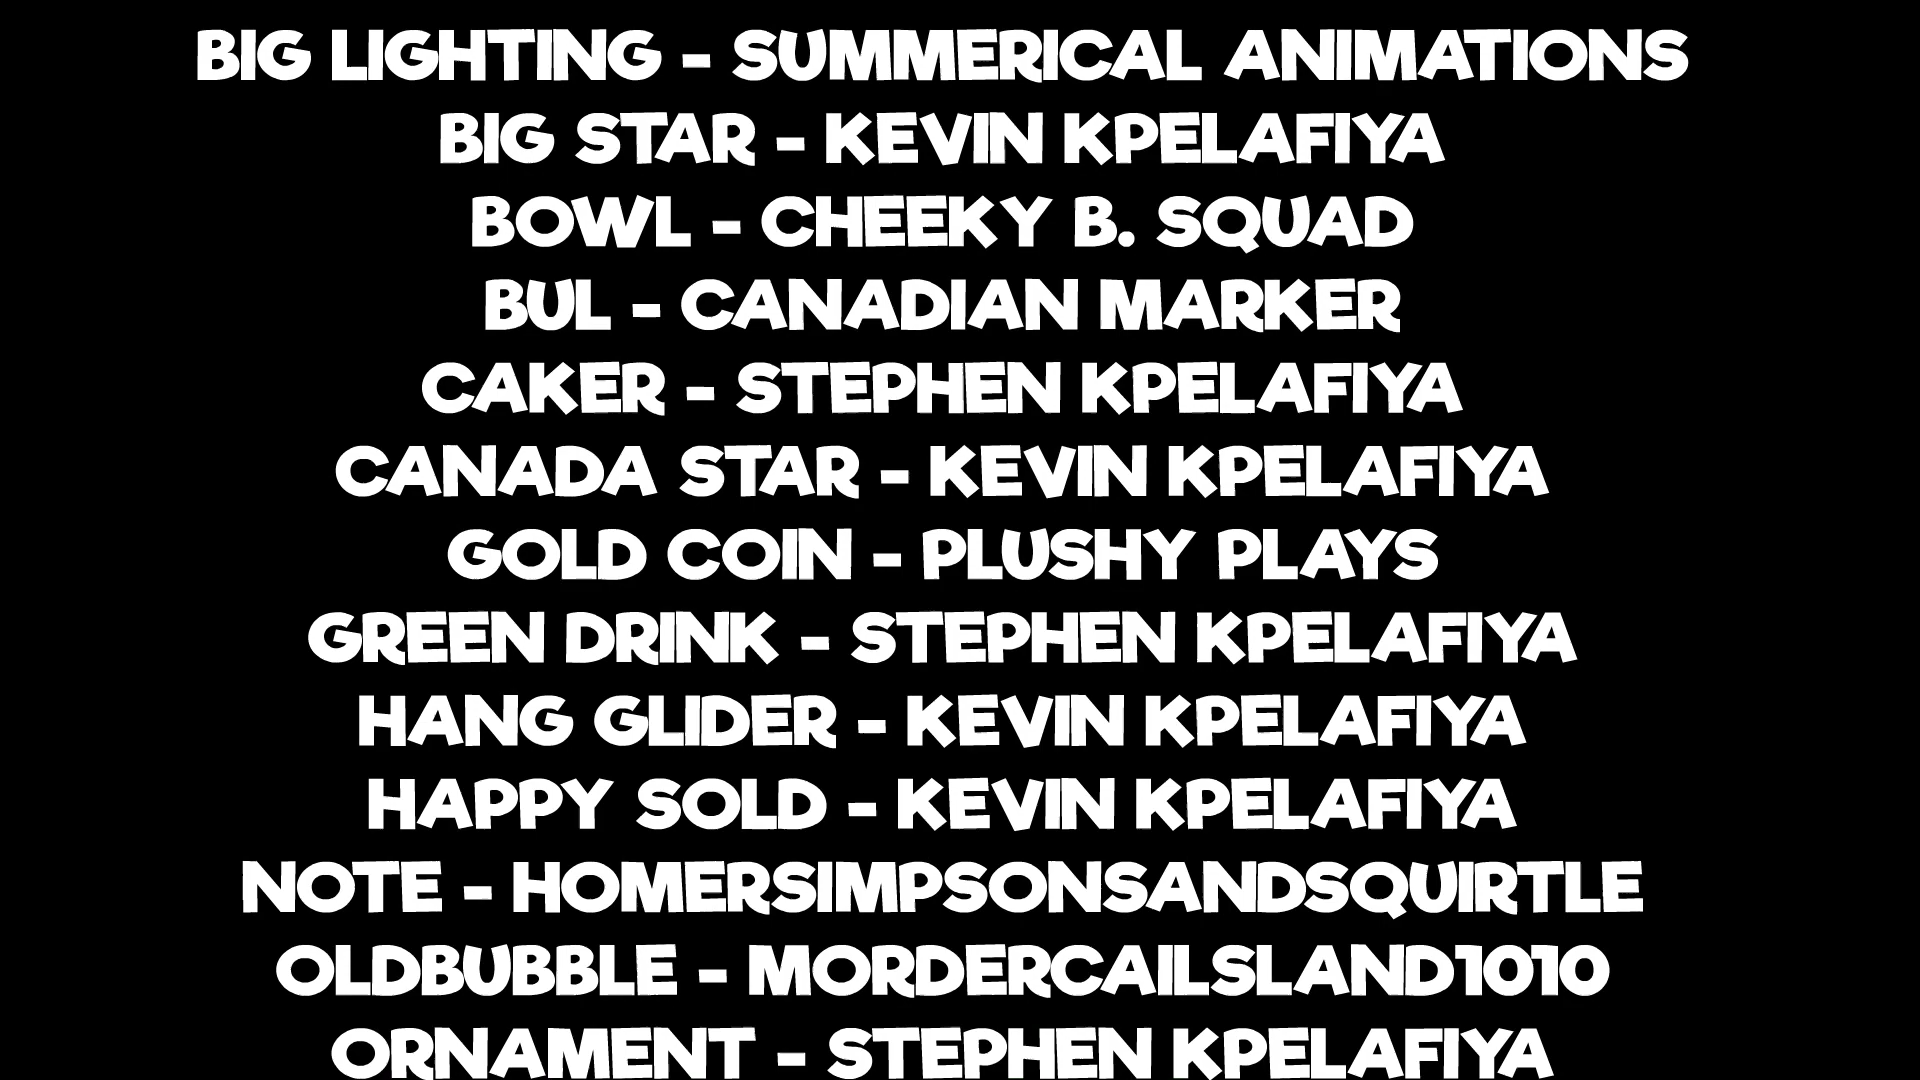 BIG LIGHTING - SUMMERICAL ANIMATIONS
BIG STAR - KEVIN KPELAFIYA
BOWL - CHEEKY B. SQUAD
BUL - CANADIAN MARKER
CAKER - STEPHEN KPELAFIYA
CANADA STAR - KEVIN KPELAFIYA
GOLD COIN - PLUSHY PLAYS
GREEN DRINK - STEPHEN KPELAFIYA
HANG GLIDER - KEVIN KPELAFIYA
HAPPY SOLD - KEVIN KPELAFIYA
NOTE - HOMERSIMPSONSANDSQUIRTLE
OLDBUBBLE - MORDERCAILSLAND1010
ORNAMENT - STEPHEN KPELAFIYA